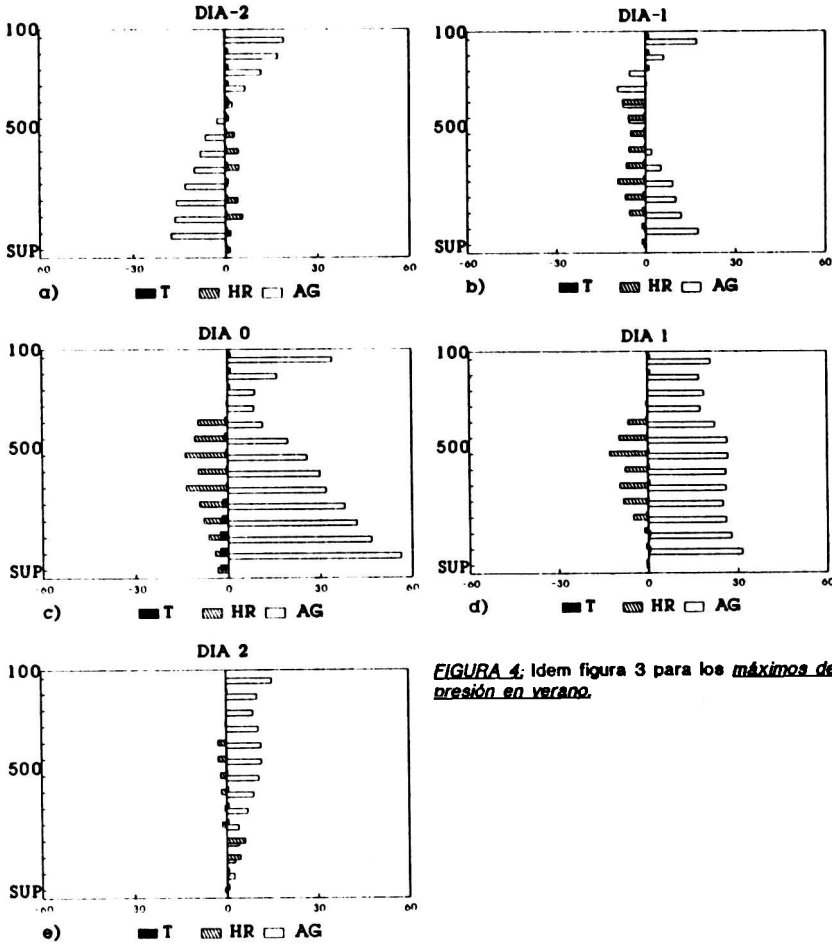 DIA-2
100
500
SUP
-60 -30 0 30 60
a) T HR AG
DIA-1
100
500
SUP
-60 -30 0 30 60
b) T HR AG
DIA 0
100
500
SUP
-60 -30 0 30 60
c) T HR AG
DIA 1
100
500
SUP
-60 -30 0 30 60
d) T HR AG
DIA 2
100
500
SUP
-60 -30 0 30 60
e) T HR AG
FIGURA 4: Idem figura 3 para los máximos de
presión en verano.